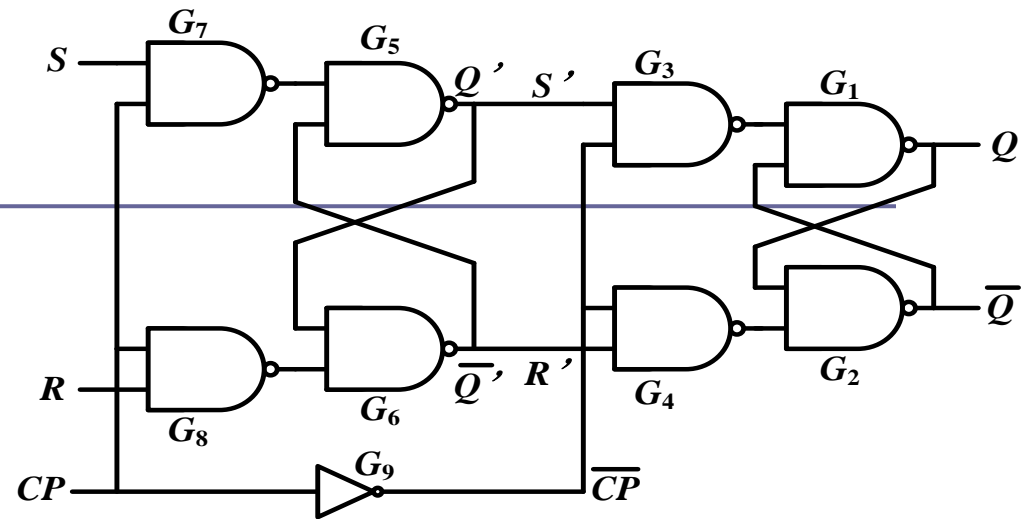 G₇
S
G₅
Q’
S’
G₃
G₁
Q
R
G₈
G₆
Q̅’
R’
G₄
G₂
Q̅
CP
G₉
C̅P̅